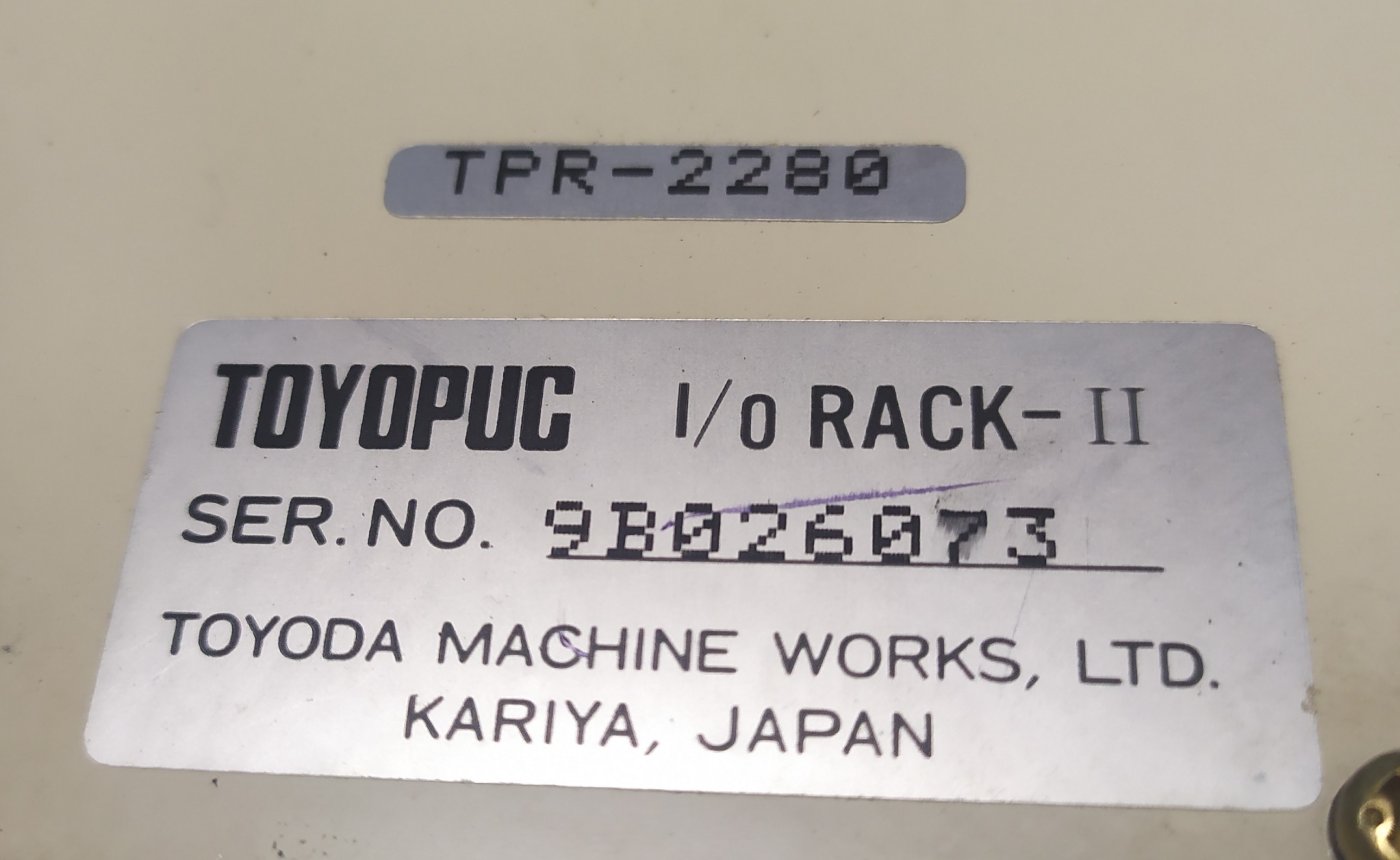 TPR-2280
TOYOPUC I/O RACK-II
SER. NO. 9B026073
TOYODA MACHINE WORKS, LTD.
KARIYA, JAPAN